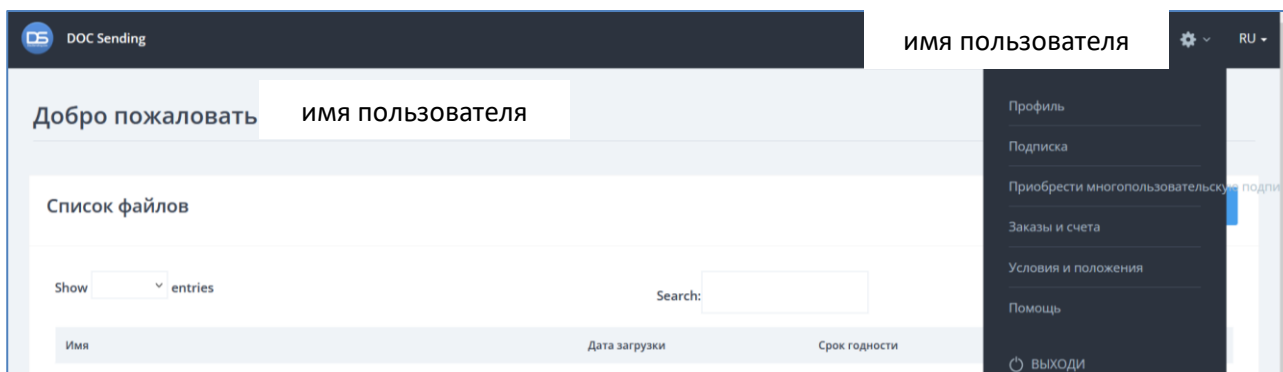 DS DOC Sending имя пользователя RU
Добро пожаловать имя пользователя
Профиль
Подписка
Приобрести многопользовательскую подпи
Список файлов
Заказы и счета
Условия и положения
Show entries Search:
Помощь
Имя Дата загрузки Срок годности
ВЫХОДИ